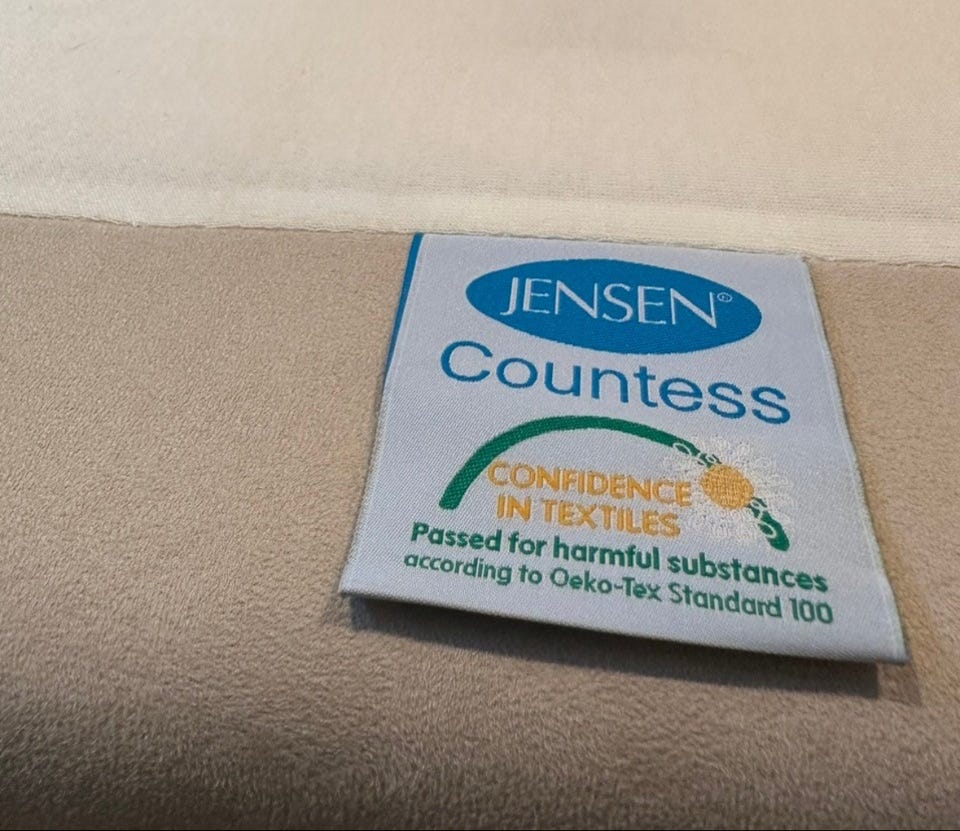 JENSEN®
Countess
CONFIDENCE
IN TEXTILES
Passed for harmful substances
according to Oeko-Tex Standard 100